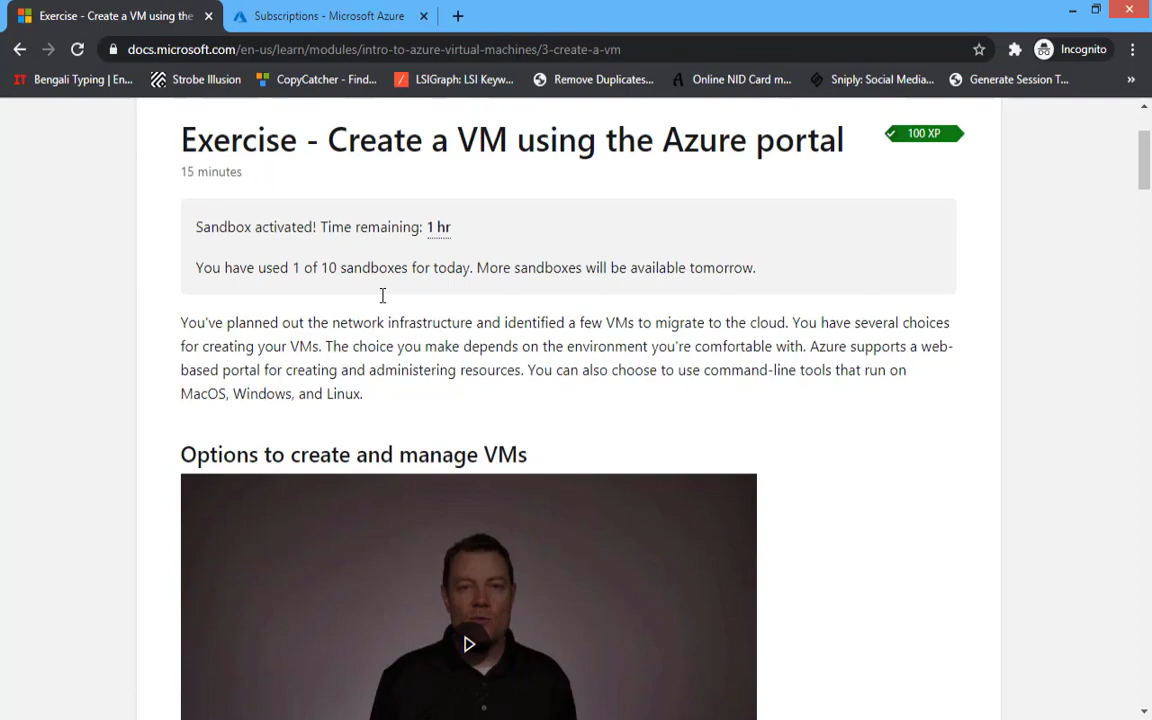 Exercise - Create a VM using the
Subscriptions - Microsoft Azure
docs.microsoft.com/en-us/learn/modules/intro-to-azure-virtual-machines/3-create-a-vm
Incognito
Bengali Typing | En...
Strobe Illusion
CopyCatcher - Find...
LSIGraph: LSI Keyw...
Remove Duplicates...
Online NID Card m...
Sniply: Social Media...
Generate Session T...
Exercise - Create a VM using the Azure portal
100 XP
15 minutes
Sandbox activated! Time remaining: 1 hr
You have used 1 of 10 sandboxes for today. More sandboxes will be available tomorrow.
You've planned out the network infrastructure and identified a few VMs to migrate to the cloud. You have several choices
for creating your VMs. The choice you make depends on the environment you're comfortable with. Azure supports a web-
based portal for creating and administering resources. You can also choose to use command-line tools that run on
MacOS, Windows, and Linux.
Options to create and manage VMs